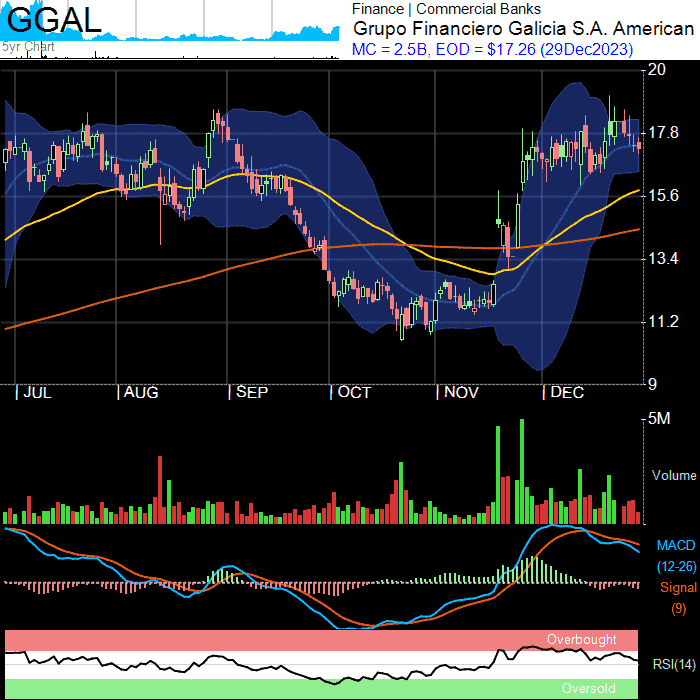 GGAL
5yr Chart
Finance | Commercial Banks
Grupo Financiero Galicia S.A. American
MC = 2.5B, EOD = $17.26 (29Dec2023)
20
17.8
15.6
13.4
11.2
9
| JUL | AUG | SEP | OCT | NOV | DEC
5M
Volume
MACD
(12-26)
Signal
(9)
Overbought
RSI(14)
Oversold